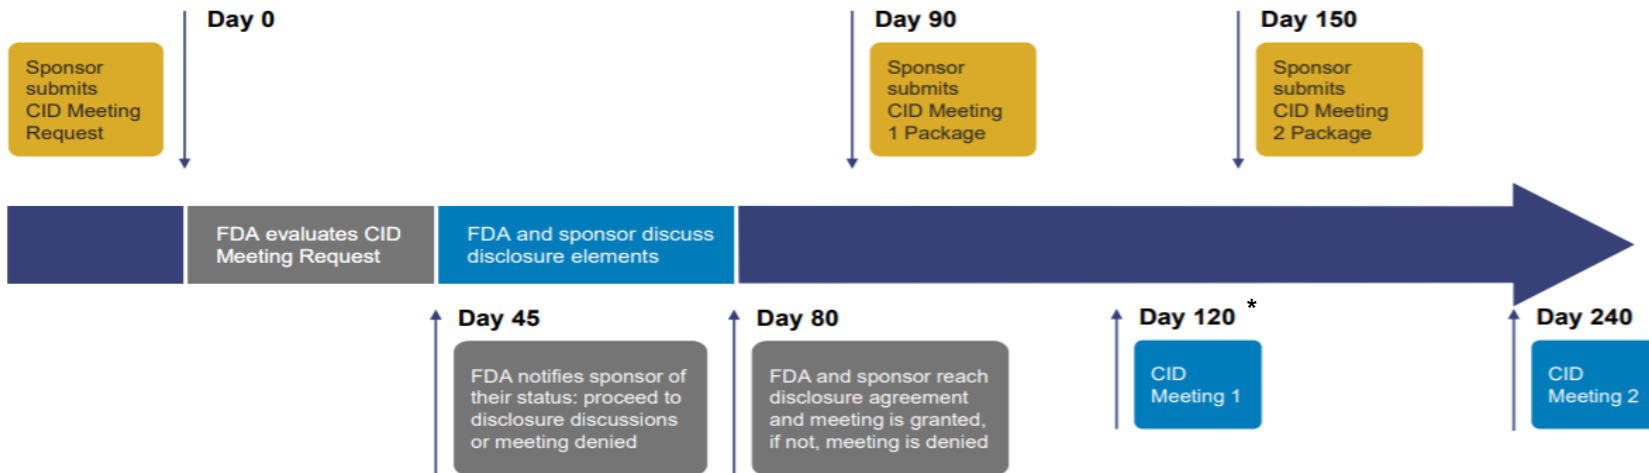 Day 0
Day 90
Day 150
Sponsor
submits
CID Meeting
Request
Sponsor
submits
CID Meeting
1 Package
Sponsor
submits
CID Meeting
2 Package
FDA evaluates CID
Meeting Request
FDA and sponsor discuss
disclosure elements
Day 45
FDA notifies sponsor of
their status: proceed to
disclosure discussions
or meeting denied
Day 80
FDA and sponsor reach
disclosure agreement
and meeting is granted,
if not, meeting is denied
Day 120 *
CID
Meeting 1
Day 240
CID
Meeting 2